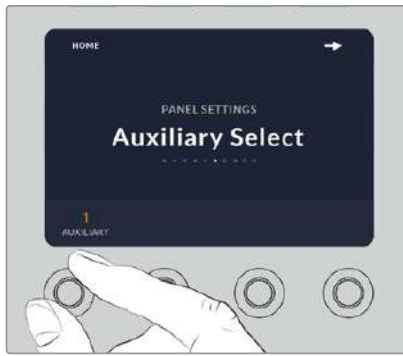 HOME
PANEL SETTINGS
Auxiliary Select
1
AUXILIARY